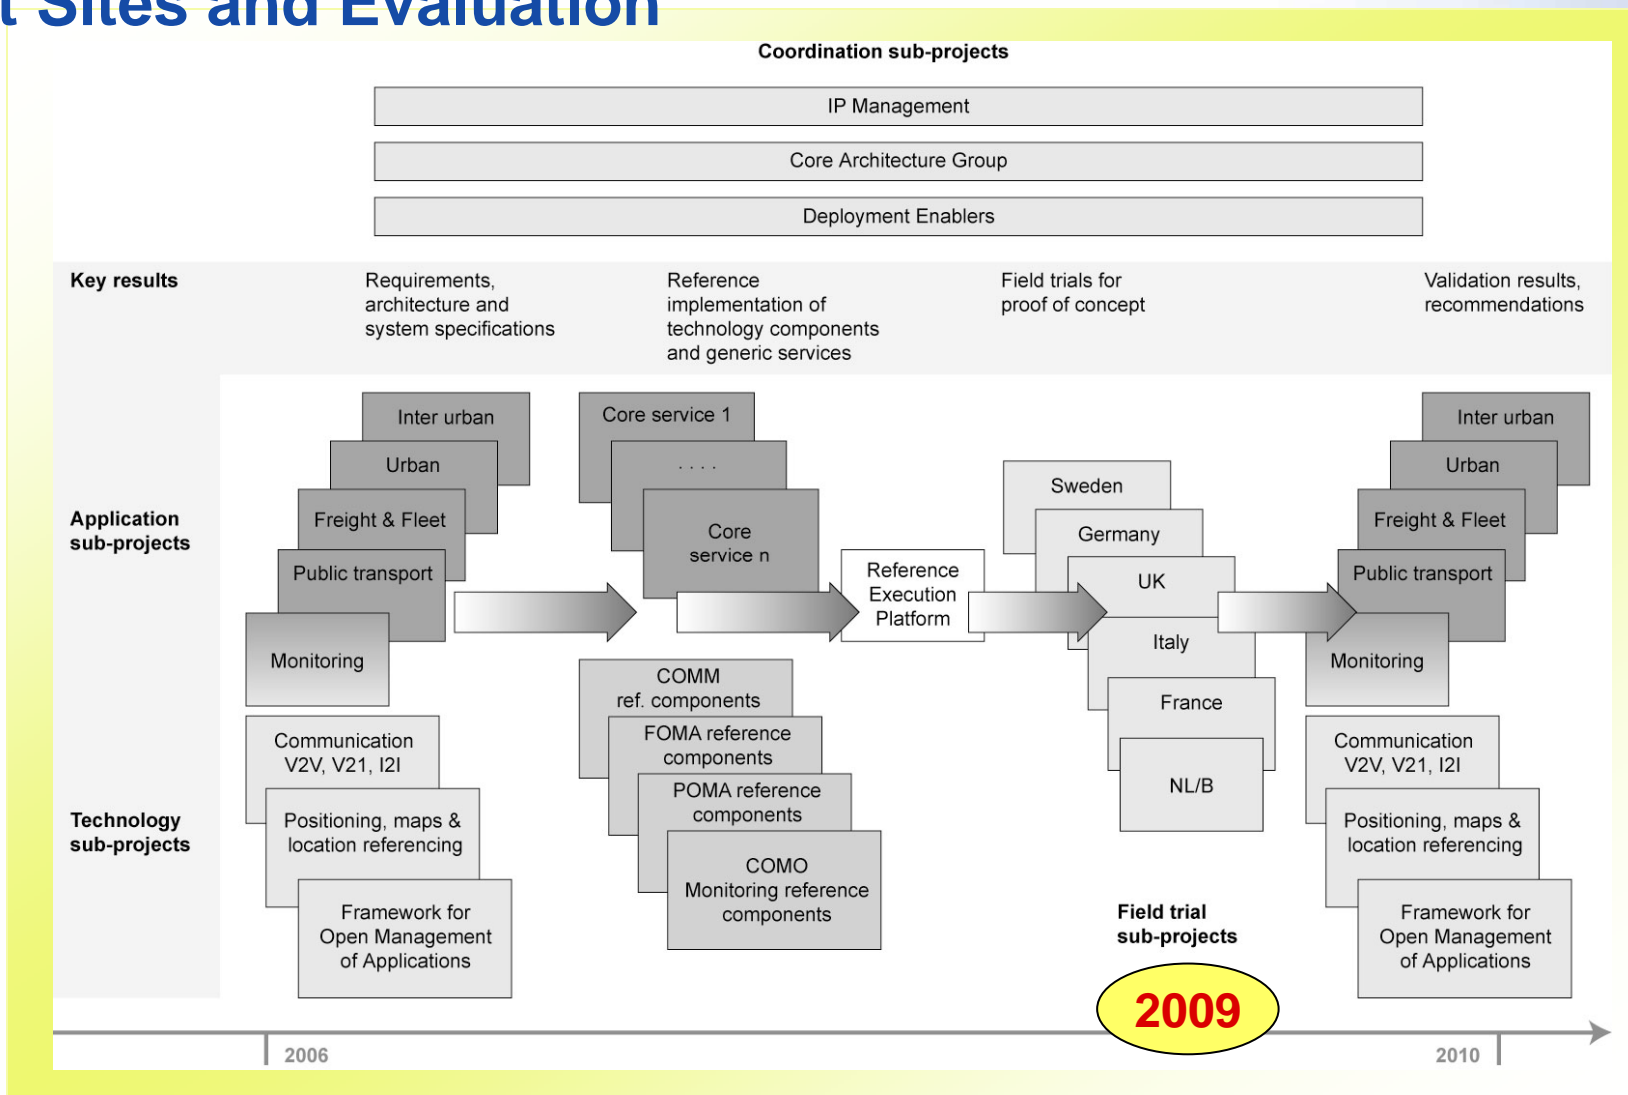 t Sites and Evaluation
Coordination sub-projects
IP Management
Core Architecture Group
Deployment Enablers
Key results
Requirements,
architecture and
system specifications
Reference
implementation of
technology components
and generic services
Field trials for
proof of concept
Validation results,
recommendations
Application
sub-projects
Inter urban
Urban
Freight & Fleet
Public transport
Monitoring
Core service 1
. . . .
Core
service n
Reference
Execution
Platform
Sweden
Germany
UK
Italy
France
NL/B
Inter urban
Urban
Freight & Fleet
Public transport
Monitoring
Technology
sub-projects
Communication
V2V, V21, I2I
Positioning, maps &
location referencing
Framework for
Open Management
of Applications
COMM
ref. components
FOMA reference
components
POMA reference
components
COMO
Monitoring reference
components
Field trial
sub-projects
Communication
V2V, V21, I2I
Positioning, maps &
location referencing
Framework for
Open Management
of Applications
2009
2006
2010